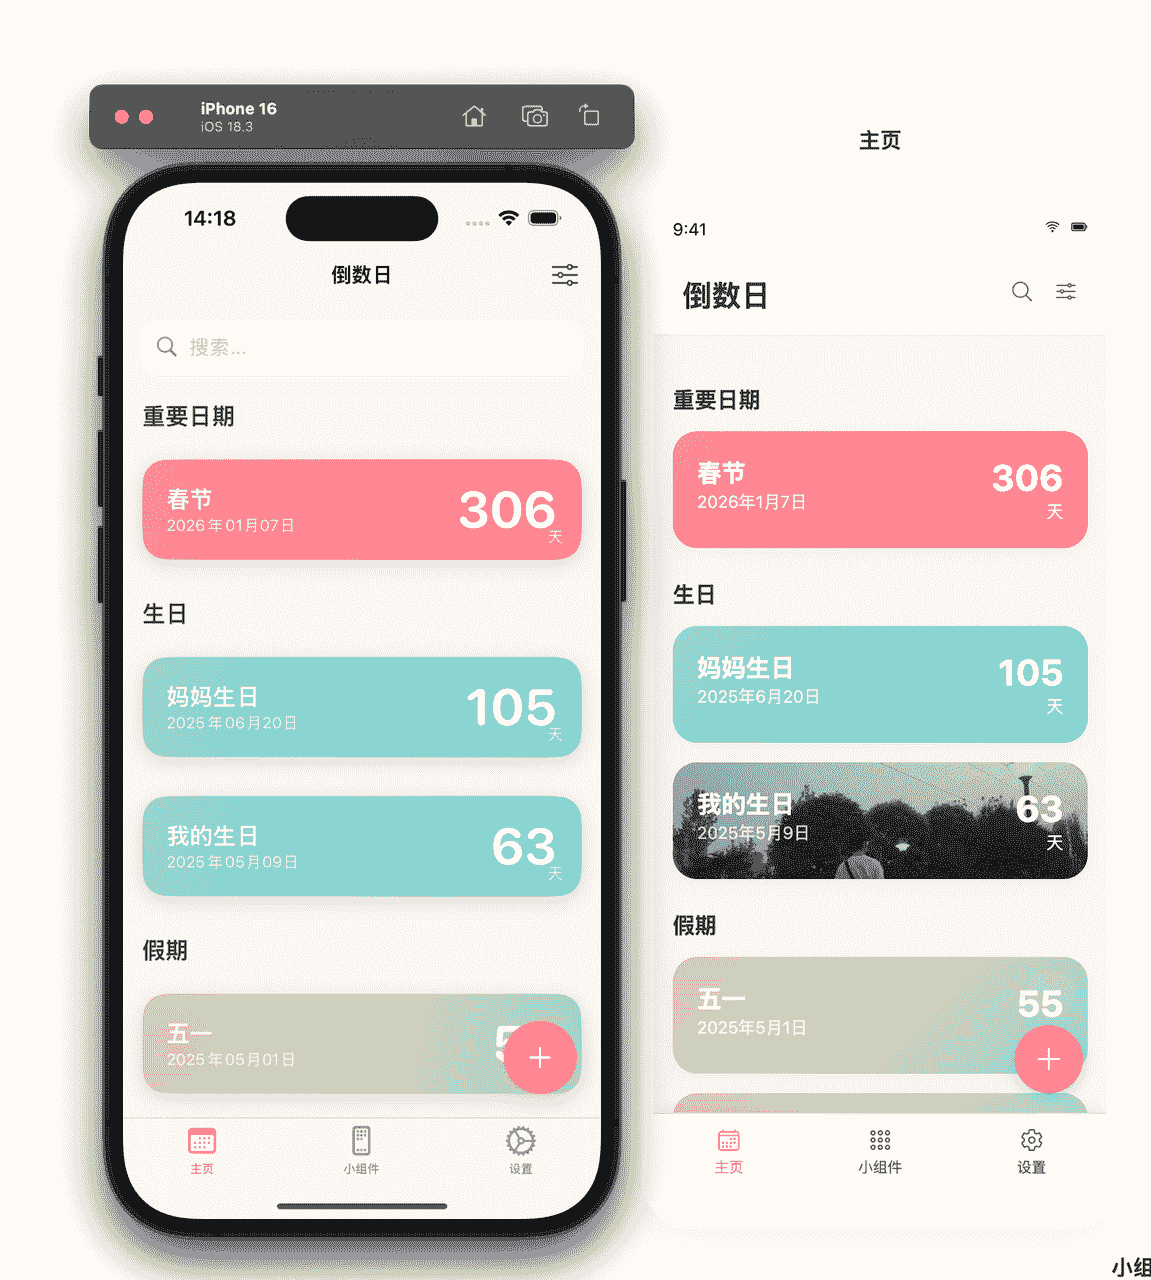 iPhone 16
iOS 18.3
14:18
倒数日
搜索...
重要日期
春节
2026年01月07日
306
天
生日
妈妈生日
2025年06月20日
105
天
我的生日
2025年05月09日
63
天
假期
五一
2025年05月01日
主页
小组件
设置
主页
9:41
倒数日
重要日期
春节
2026年1月7日
306
天
生日
妈妈生日
2025年6月20日
105
天
我的生日
2025年5月9日
63
天
假期
五一
2025年5月1日
55
主页
小组件
设置
小组